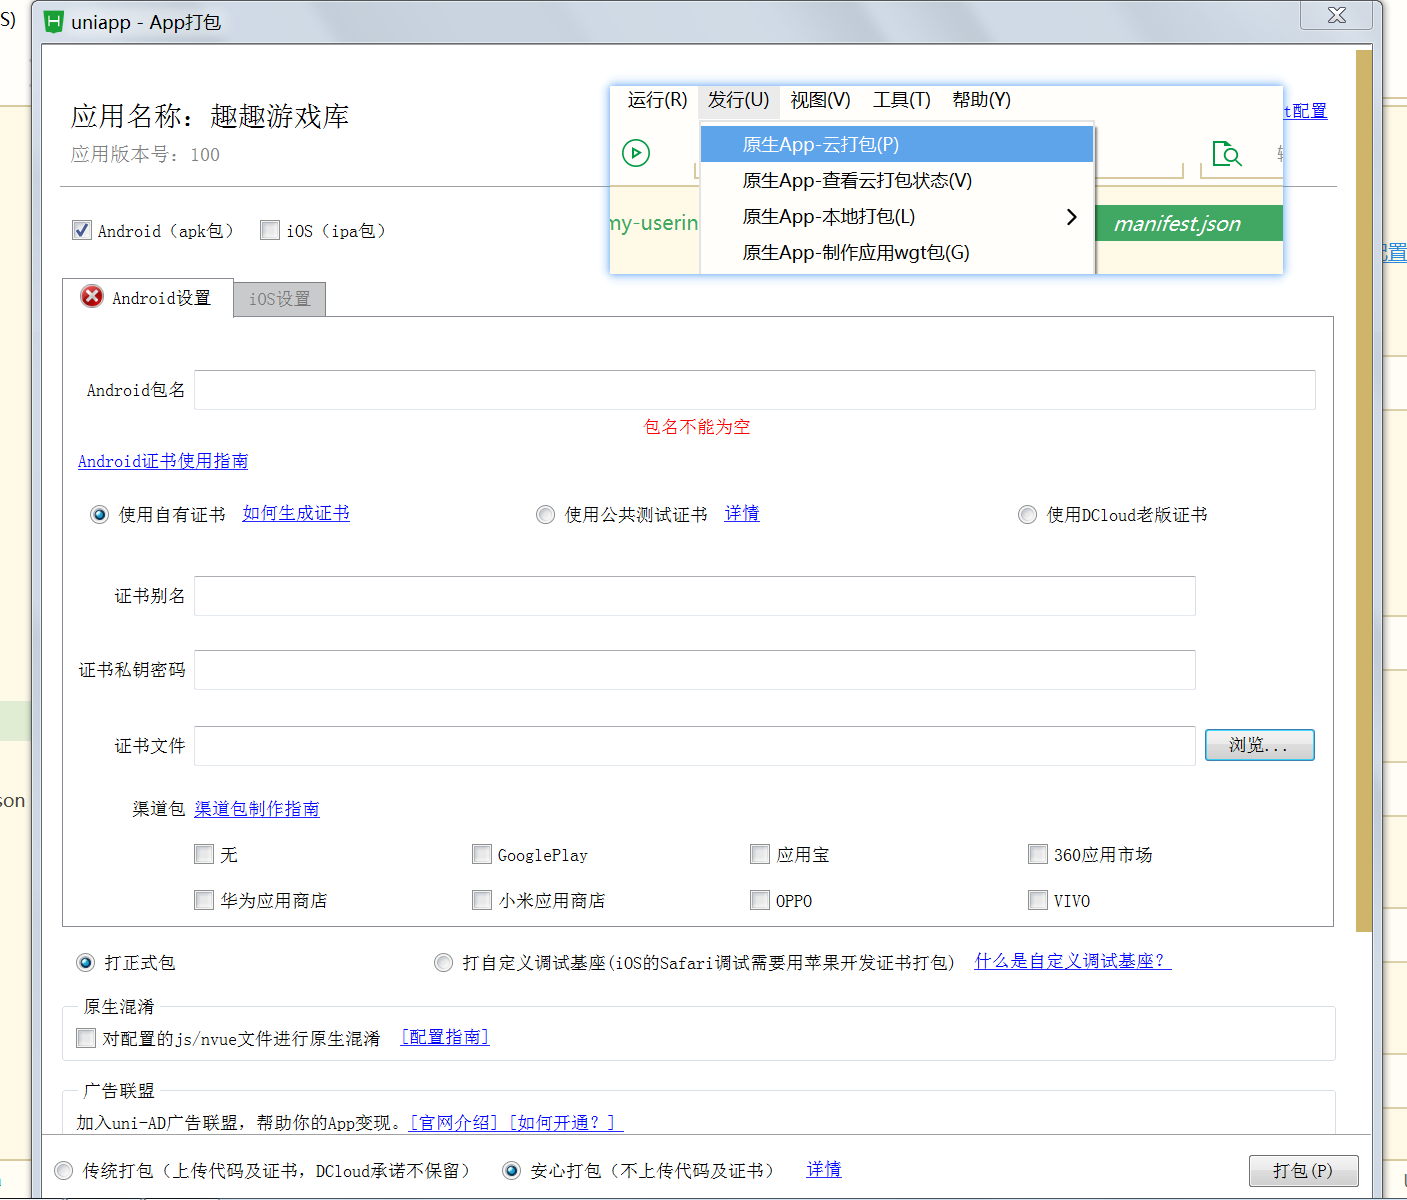 S)
uniapp - App打包
应用名称：趣趣游戏库
应用版本号：100
t配置
运行(R) 发行(U) 视图(V) 工具(T) 帮助(Y)
原生App-云打包(P)
原生App-查看云打包状态(V)
原生App-本地打包(L)
原生App-制作应用wgt包(G)
my-userin
manifest.json
配置
Android（apk包） iOS（ipa包）
Android设置 iOS设置
Android包名
包名不能为空
Android证书使用指南
使用自有证书 如何生成证书 使用公共测试证书 详情 使用DCloud老版证书
证书别名
证书私钥密码
证书文件 浏览...
son
渠道包 渠道包制作指南
无 GooglePlay 应用宝 360应用市场
华为应用商店 小米应用商店 OPPO VIVO
打正式包 打自定义调试基座(iOS的Safari调试需要用苹果开发证书打包) 什么是自定义调试基座？
原生混淆
对配置的js/nvue文件进行原生混淆 [配置指南]
广告联盟
加入uni-AD广告联盟，帮助你的App变现。[官网介绍] [如何开通？]
传统打包（上传代码及证书，DCloud承诺不保留） 安心打包（不上传代码及证书） 详情 打包(P)